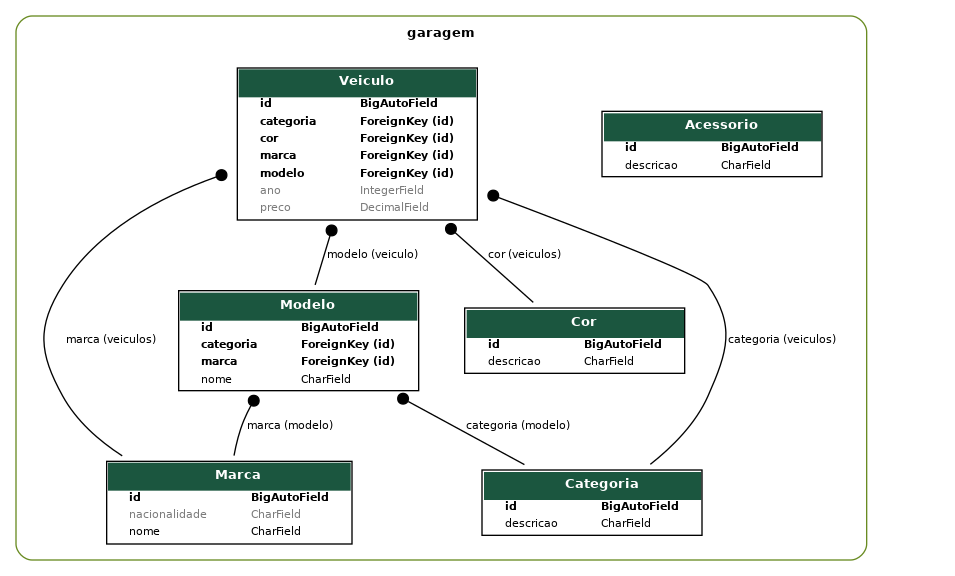 garagem
Veiculo
id BigAutoField
categoria ForeignKey (id)
cor ForeignKey (id)
marca ForeignKey (id)
modelo ForeignKey (id)
ano IntegerField
preco DecimalField
Acessorio
id BigAutoField
descricao CharField
modelo (veiculo)
cor (veiculos)
Modelo
id BigAutoField
categoria ForeignKey (id)
marca ForeignKey (id)
nome CharField
Cor
id BigAutoField
descricao CharField
marca (veiculos)
categoria (veiculos)
marca (modelo)
categoria (modelo)
Marca
id BigAutoField
nacionalidade CharField
nome CharField
Categoria
id BigAutoField
descricao CharField